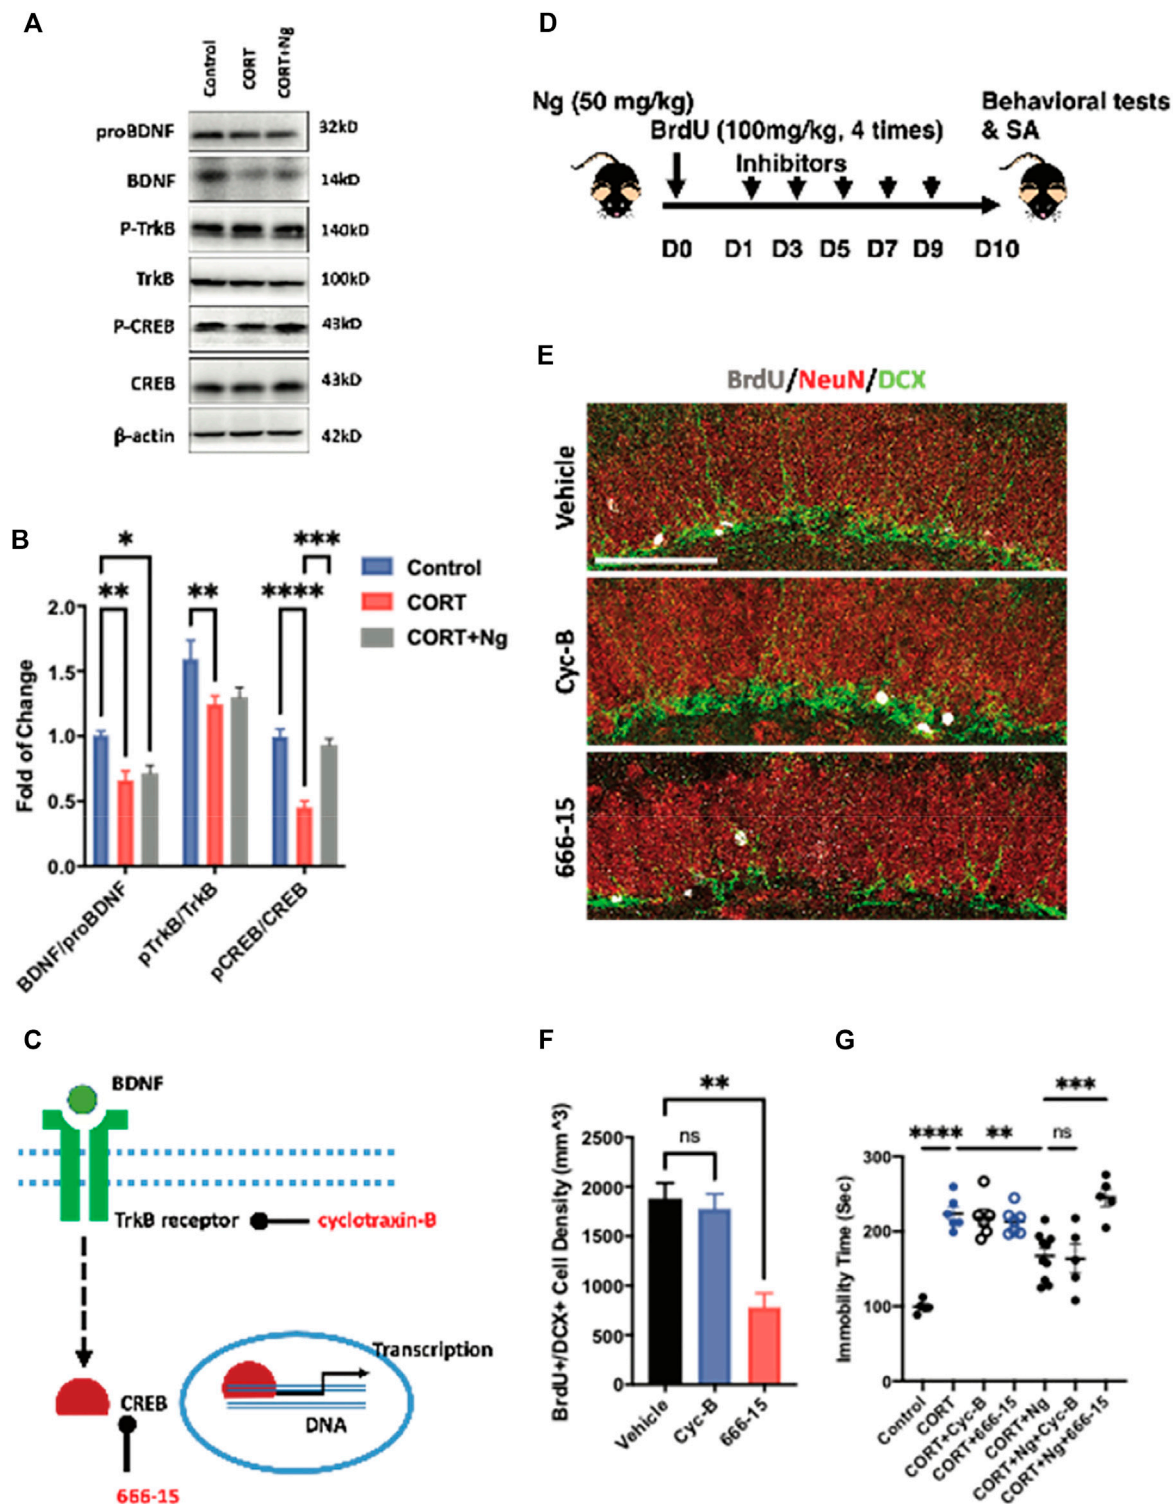 A
Control
CORT
CORT+Ng
proBDNF
32kD
BDNF
14kD
P-TrkB
140kD
TrkB
100kD
P-CREB
43kD
CREB
43kD
β-actin
42kD
B
*
***
**
**
****
Control
CORT
CORT+Ng
Fold of Change
2.0
1.5
1.0
0.5
0.0
BDNF/proBDNF
pTrkB/TrkB
pCREB/CREB
C
BDNF
TrkB receptor
cyclotraxin-B
CREB
666-15
Transcription
DNA
D
Ng (50 mg/kg)
BrdU (100mg/kg, 4 times)
Inhibitors
Behavioral tests
& SA
D0 D1 D3 D5 D7 D9 D10
E
BrdU/NeuN/DCX
Vehicle
Cyc-B
666-15
F
**
ns
BrdU+/DCX+ Cell Density (mm^3)
2500
2000
1500
1000
500
0
Vehicle
Cyc-B
666-15
G
***
****
**
ns
Immobility Time (Sec)
300
200
100
0
Control
CORT
CORT+Cyc-B
CORT+666-15
CORT+Ng
CORT+Ng+Cyc-B
CORT+Ng+666-15